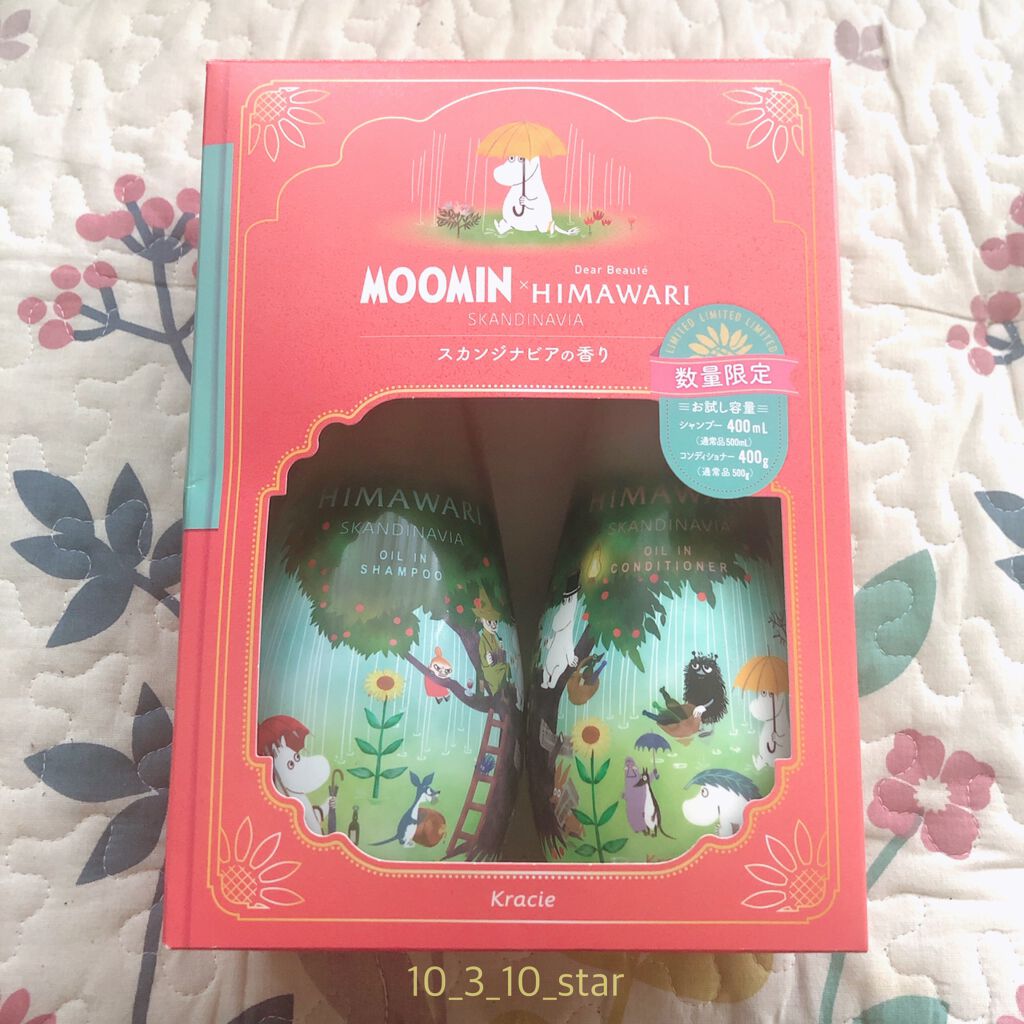 MOOMIN × Dear Beauté HIMAWARI
SKANDINAVIA
スカンジナビアの香り
LIMITED LIMITED LIMITED
数量限定
お試し容量
シャンプー 400mL
(通常品500mL)
コンディショナー 400g
(通常品 500g)
HIMAWARI
SKANDINAVIA
OIL IN
SHAMPOO
HIMAWARI
SKANDINAVIA
OIL IN
CONDITIONER
Kracie
10_3_10_star